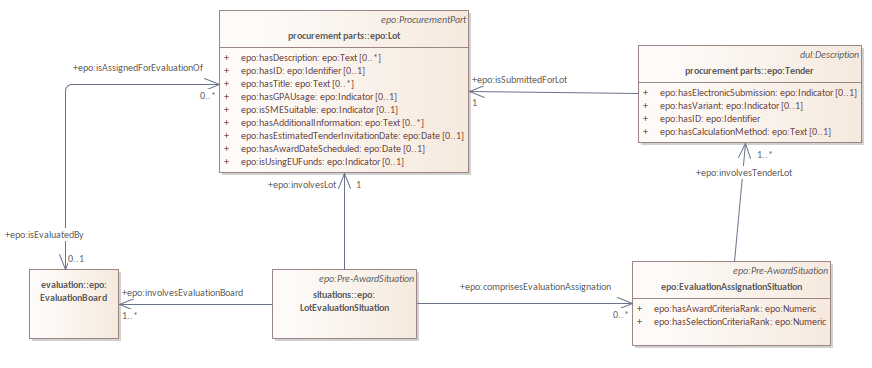 epo:ProcurementPart
procurement parts::epo:Lot
+ epo:hasDescription: epo:Text [0..*]
+ epo:hasID: epo:Identifier [0..1]
+ epo:hasTitle: epo:Text [0..*]
+ epo:hasGPAUsage: epo:Indicator [0..1]
+ epo:isSMESuitable: epo:Indicator [0..1]
+ epo:hasAdditionalInformation: epo:Text [0..*]
+ epo:hasEstimatedTenderInvitationDate: epo:Date [0..1]
+ epo:hasAwardDateScheduled: epo:Date [0..1]
+ epo:isUsingEUFunds: epo:Indicator [0..1]
+epo:isAssignedForEvaluationOf
0..*
+epo:isSubmittedForLot
1
dul:Description
procurement parts::epo:Tender
+ epo:hasElectronicSubmission: epo:Indicator [0..1]
+ epo:hasVariant: epo:Indicator [0..1]
+ epo:hasID: epo:Identifier
+ epo:hasCalculationMethod: epo:Text [0..1]
1..*
+epo:involvesTenderLot
+epo:involvesLot
1
+epo:isEvaluatedBy
0..1
evaluation::epo:
EvaluationBoard
+epo:involvesEvaluationBoard
1..*
epo:Pre-AwardSituation
situations::epo:
LotEvaluationSituation
+epo:comprisesEvaluationAssignation
0..*
epo:Pre-AwardSituation
epo:EvaluationAssignationSituation
+ epo:hasAwardCriteriaRank: epo:Numeric
+ epo:hasSelectionCriteriaRank: epo:Numeric